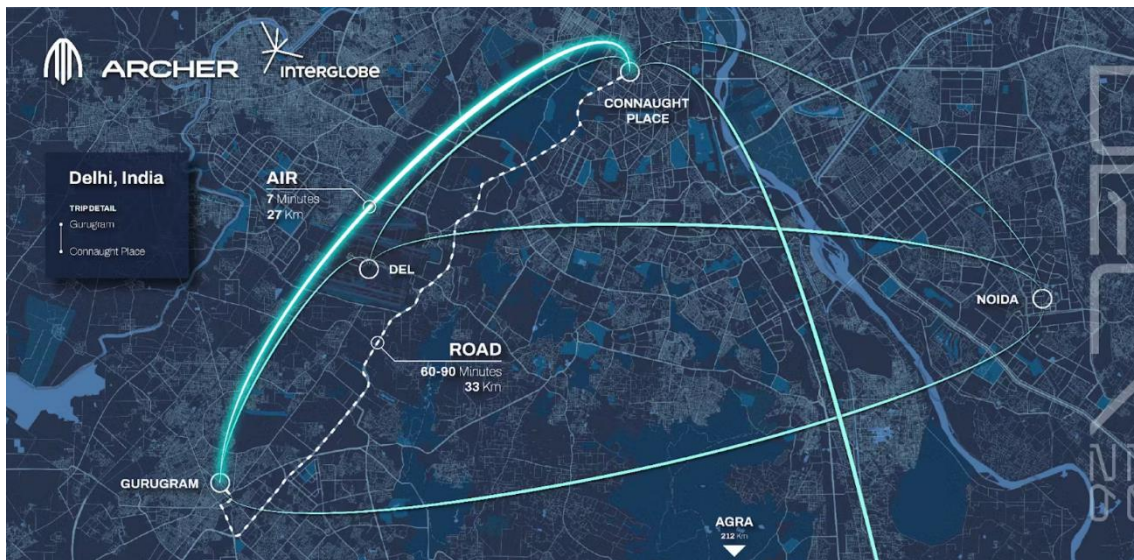 ARCHER
INTERGLOBE
Delhi, India
TRIP DETAIL
Gurugram
Connaught Place
AIR
7 Minutes
27 Km
CONNAUGHT
PLACE
DEL
NOIDA
ROAD
60-90 Minutes
33 Km
GURUGRAM
AGRA
212 Km